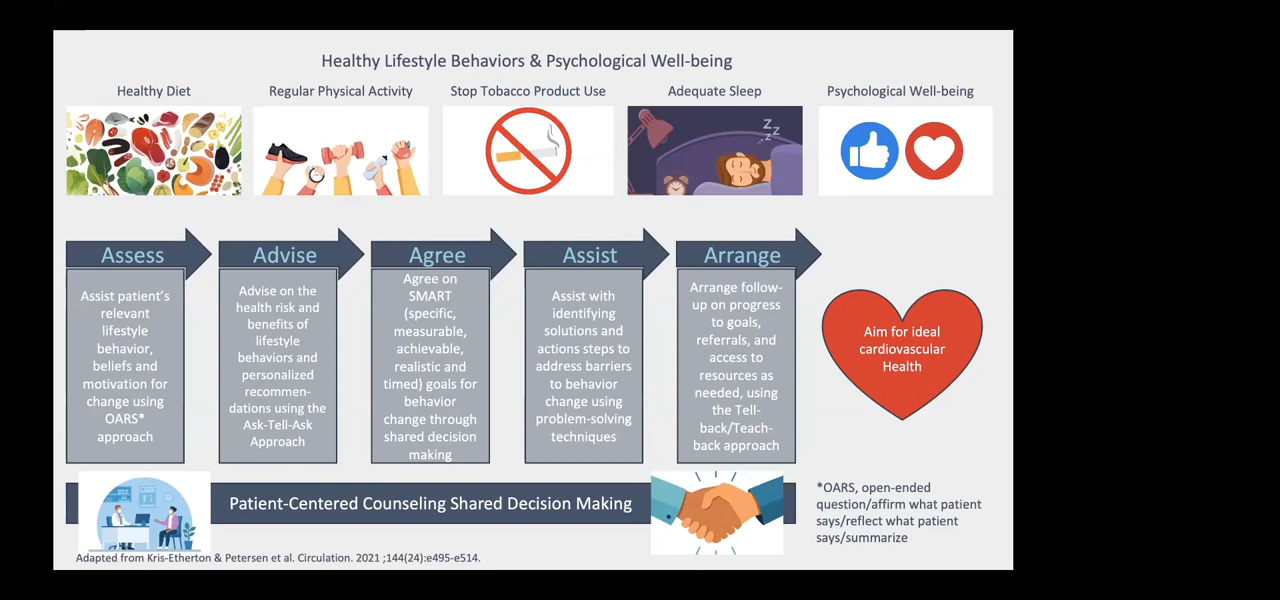 Healthy Lifestyle Behaviors & Psychological Well-being
Healthy Diet
Regular Physical Activity
Stop Tobacco Product Use
Adequate Sleep
Psychological Well-being
Z
Z
Z Z
Assess
Assist patient's
relevant
lifestyle
behavior,
beliefs and
motivation for
change using
OARS*
approach
Advise
Advise on the
health risk and
benefits of
lifestyle
behaviors and
personalized
recommen-
dations using the
Ask-Tell-Ask
Approach
Agree
Agree on
SMART
(specific,
measurable,
achievable,
realistic and
timed) goals for
behavior
change through
shared decision
making
Assist
Assist with
identifying
solutions and
actions steps to
address barriers
to behavior
change using
problem-solving
techniques
Arrange
Arrange follow-
up on progress
to goals,
referrals, and
access to
resources as
needed, using
the Tell-
back/Teach-
back approach
Aim for ideal
cardiovascular
Health
Patient-Centered Counseling Shared Decision Making
*OARS, open-ended
question/affirm what patient
says/reflect what patient
says/summarize
Adapted from Kris-Etherton & Petersen et al. Circulation. 2021 ;144(24):e495-e514.